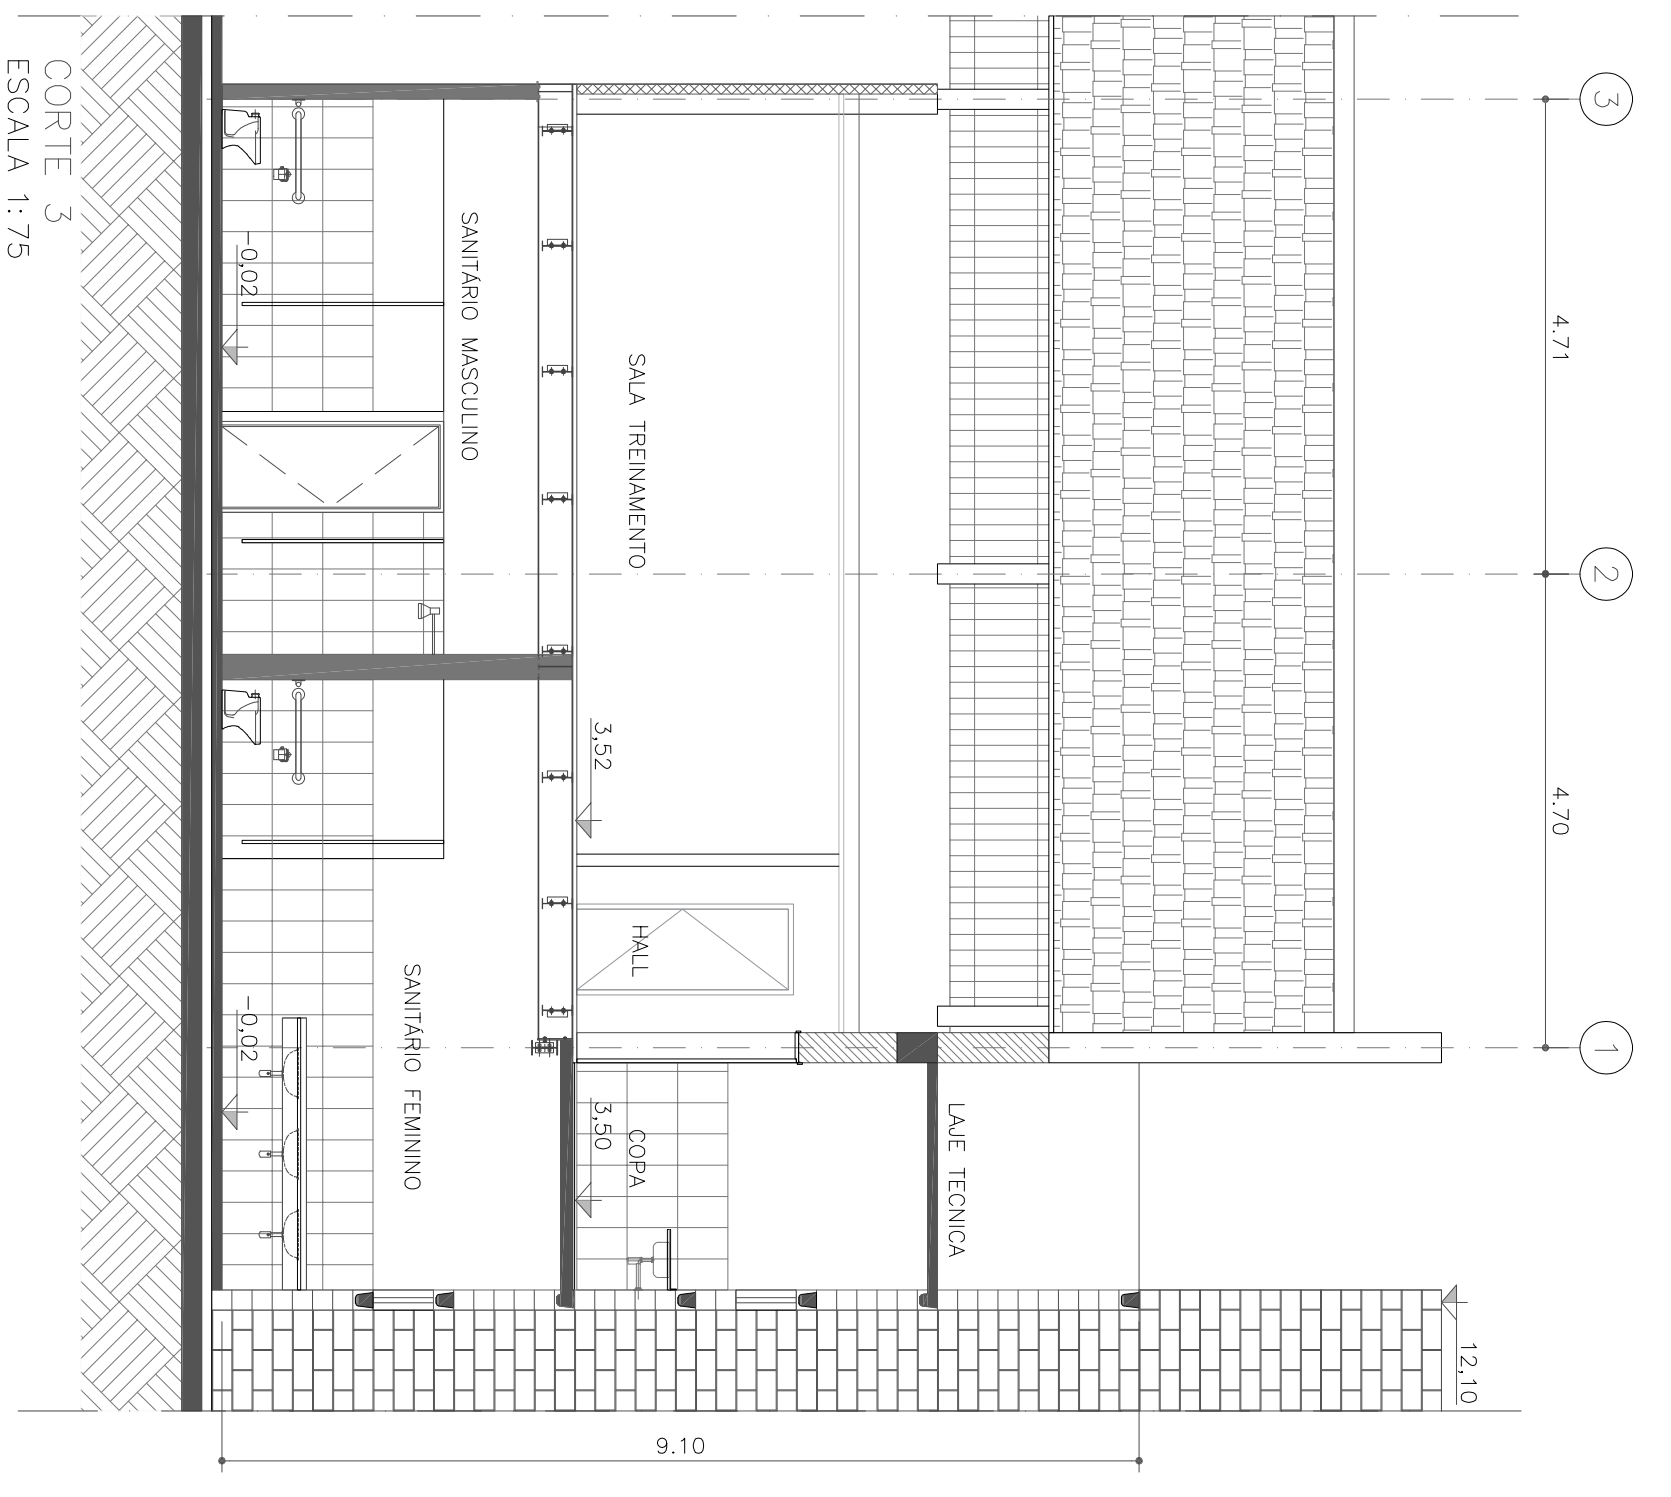 3
2
1
4.71
4.70
12,10
LAJE TECNICA
SALA TREINAMENTO
HALL
COPA
3,52
3,50
SANITÁRIO MASCULINO
SANITÁRIO FEMININO
-0,02
-0,02
9.10
CORTE 3
ESCALA 1:75